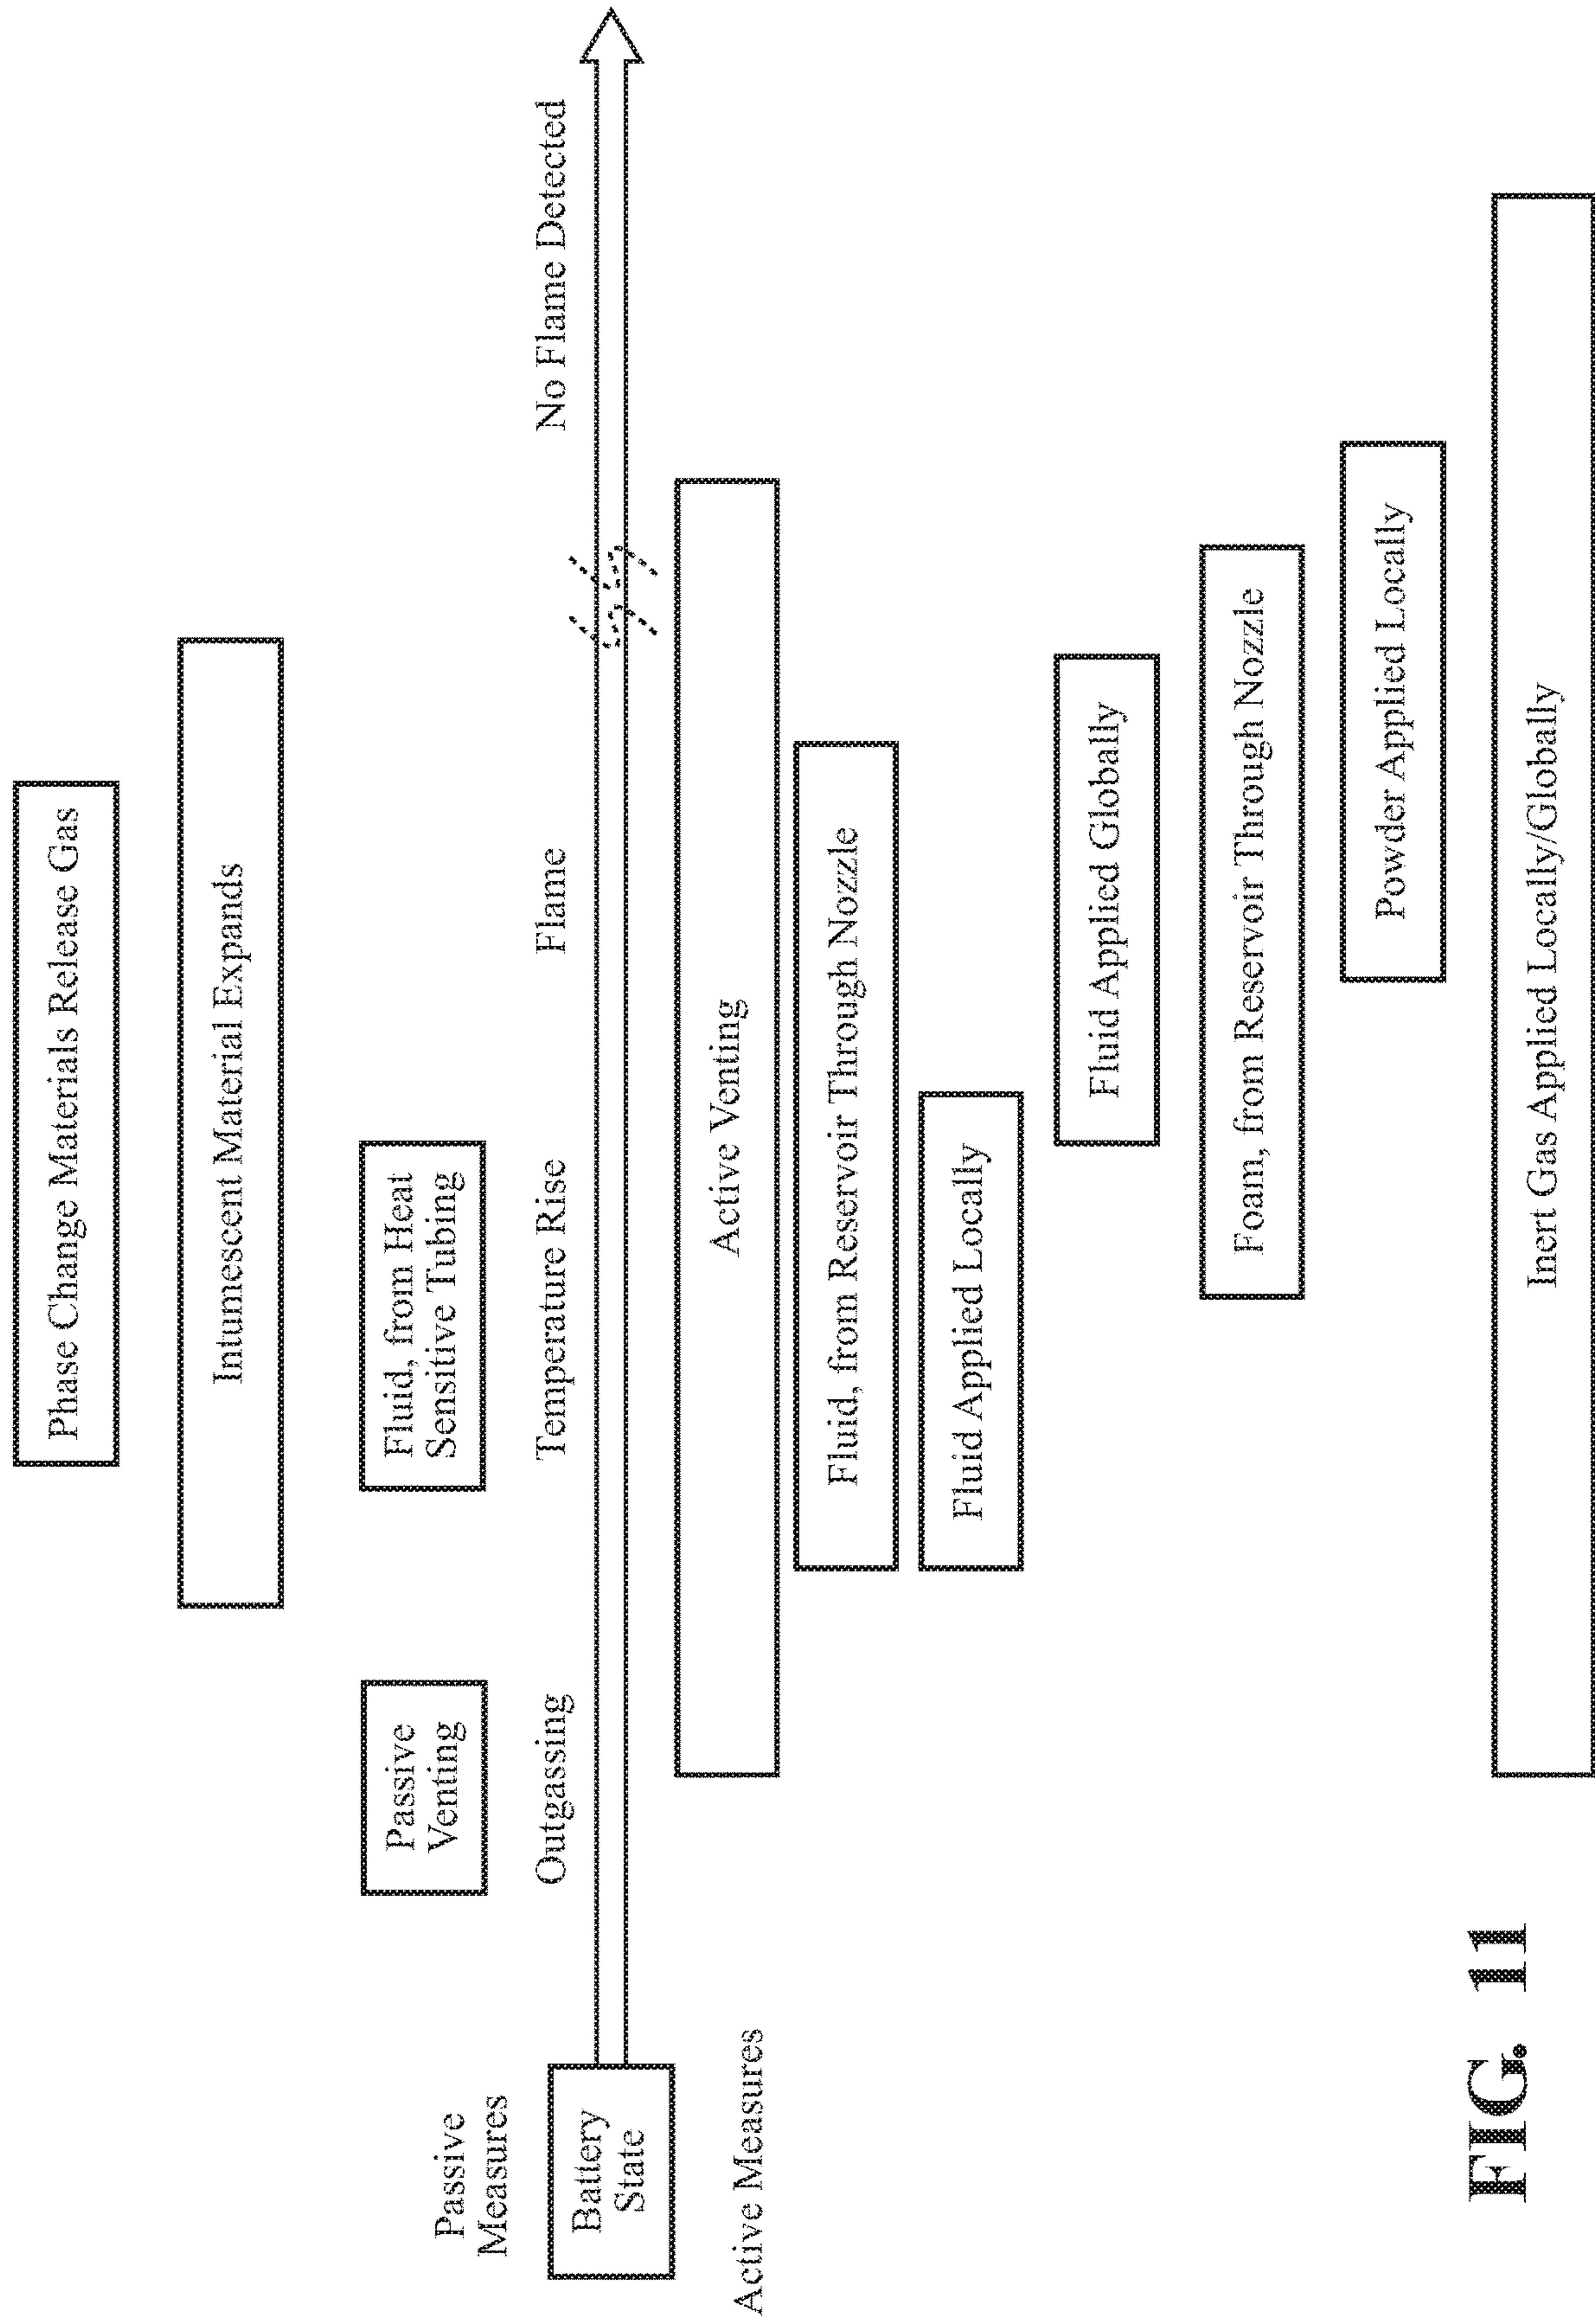 Phase Change Materials Release Gas
Intumescent Material Expands
Passive
Venting
Fluid, from Heat
Sensitive Tubing
Passive
Measures
Outgassing
Temperature Rise
Flame
No Flame Detected
Battery
State
Active Measures
Active Venting
Fluid, from Reservoir Through Nozzle
Fluid Applied Locally
Fluid Applied Globally
Foam, from Reservoir Through Nozzle
Powder Applied Locally
Inert Gas Applied Locally/Globally
FIG. 11